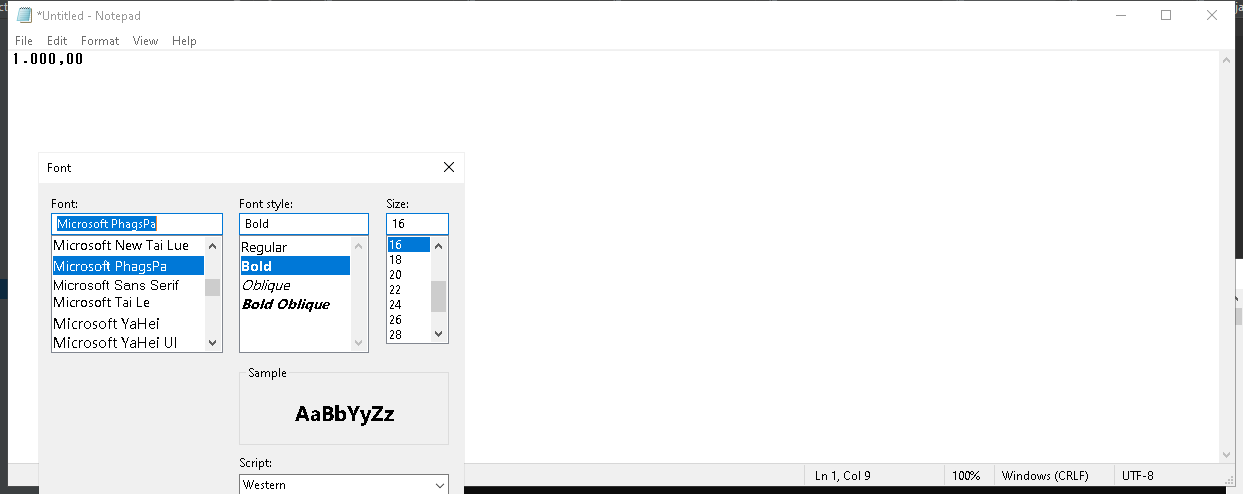 *Untitled - Notepad
File Edit Format View Help
1.000,00
Font
Font: Font style: Size:
Microsoft PhagsPa Bold 16
Microsoft New Tai Lue
Microsoft PhagsPa
Microsoft Sans Serif
Microsoft Tai Le
Microsoft YaHei
Microsoft YaHei UI
Regular
Bold
Oblique
Bold Oblique
16
18
20
22
24
26
28
Sample
AaBbYyZz
Script:
Western
Ln 1, Col 9 100% Windows (CRLF) UTF-8